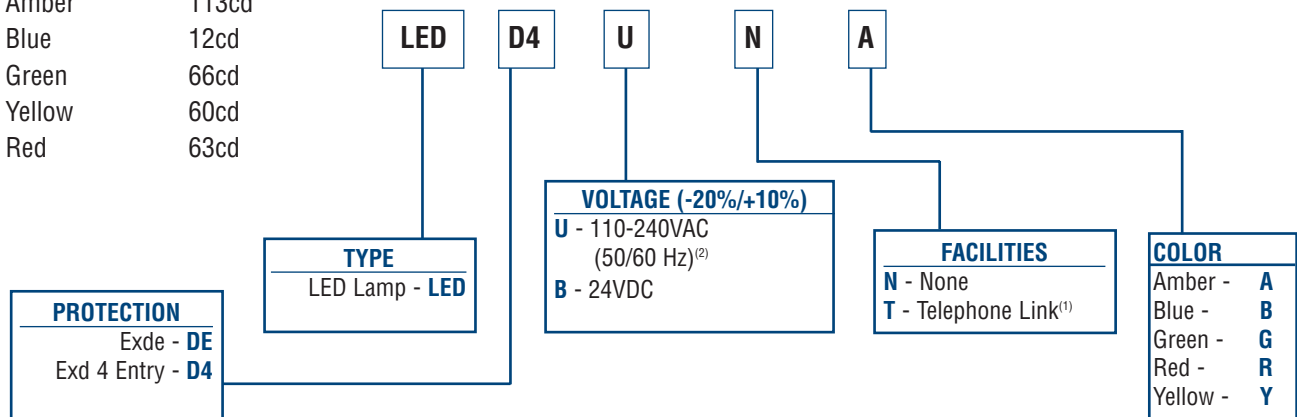 Amber 113cd
Blue 12cd
Green 66cd
Yellow 60cd
Red 63cd
LED D4 U N A
PROTECTION
Exde - DE
Exd 4 Entry - D4
TYPE
LED Lamp - LED
VOLTAGE (-20%/+10%)
U - 110-240VAC
(50/60 Hz)(2)
B - 24VDC
FACILITIES
N - None
T - Telephone Link(1)
COLOR
Amber - A
Blue - B
Green - G
Red - R
Yellow - Y